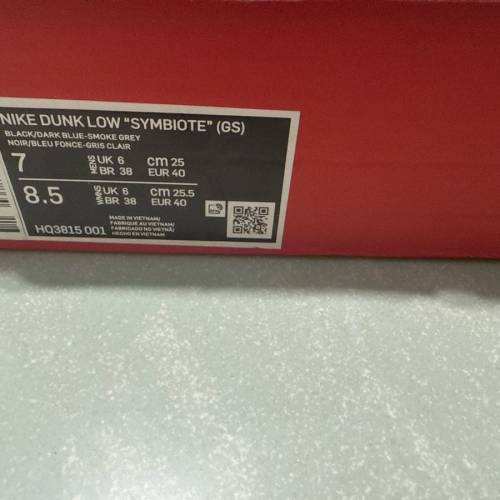 NIKE DUNK LOW "SYMBIOTE" (GS)
BLACK/DARK BLUE-SMOKE GREY
NOIR/BLEU FONCE-GRIS CLAIR
7 MENS UK 6 CM 25
BR 38 EUR 40
8.5 WMNS UK 6 CM 25.5
BR 38 EUR 40
MADE IN VIETNAM/
FABRIQUE AU VIETNAM/
FABRICADO NO VIETNÃ/
HECHO EN VIETNAM
HQ3815 001